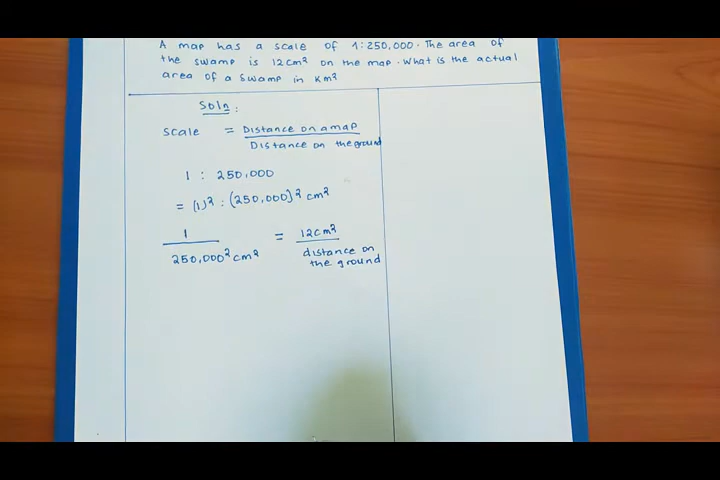 A map has a scale of 1:250,000. The area of
the swamp is 12cm² on the map. What is the actual
area of a swamp in km²
Soln:
Scale = Distance on a map
Distance on the ground
1 : 250,000
= (1)² : (250,000)² cm²
1 = 12cm²
250,000² cm² distance on
the ground